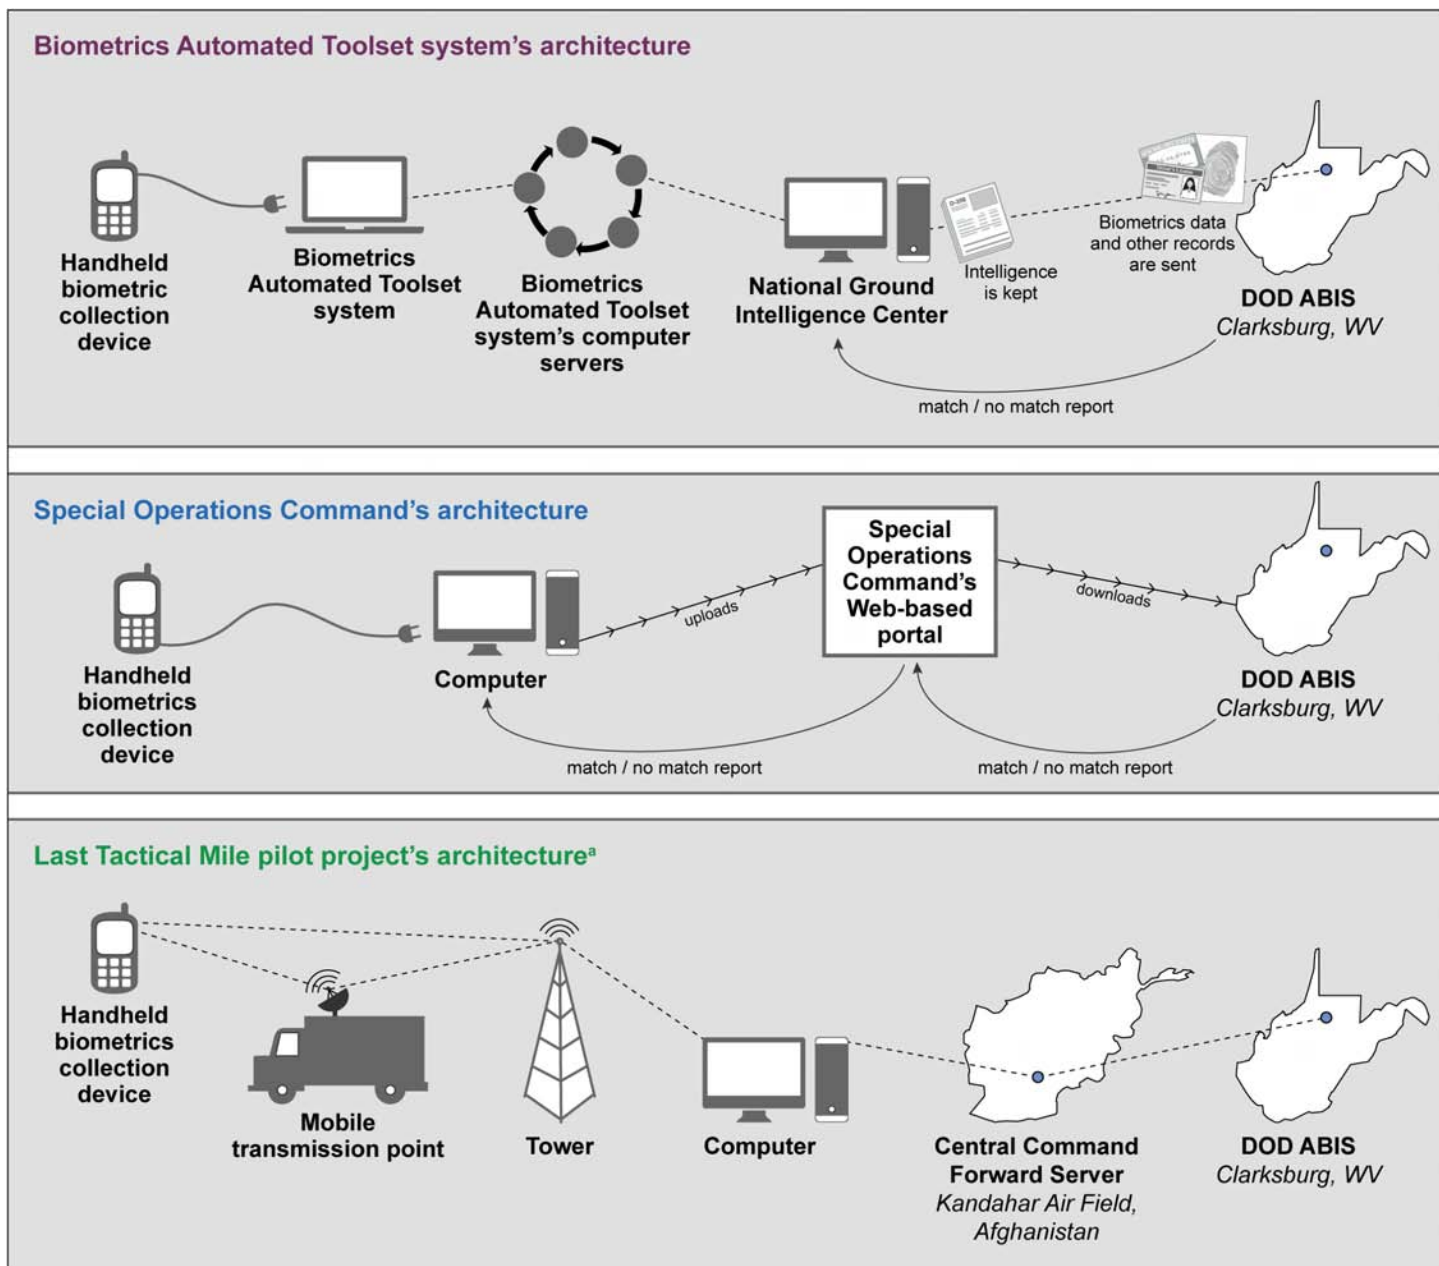 Biometrics Automated Toolset system's architecture
Handheld
biometric
collection
device
Biometrics
Automated Toolset
system
Biometrics
Automated Toolset
system's computer
servers
National Ground
Intelligence Center
Intelligence
is kept
Biometrics data
and other records
are sent
DOD ABIS
Clarksburg, WV
match / no match report
Special Operations Command's architecture
Handheld
biometrics
collection
device
Computer
uploads
Special
Operations
Command's
Web-based
portal
downloads
DOD ABIS
Clarksburg, WV
match / no match report
match / no match report
Last Tactical Mile pilot project's architectureª
Handheld
biometrics
collection
device
Mobile
transmission point
Tower
Computer
Central Command
Forward Server
Kandahar Air Field,
Afghanistan
DOD ABIS
Clarksburg, WV